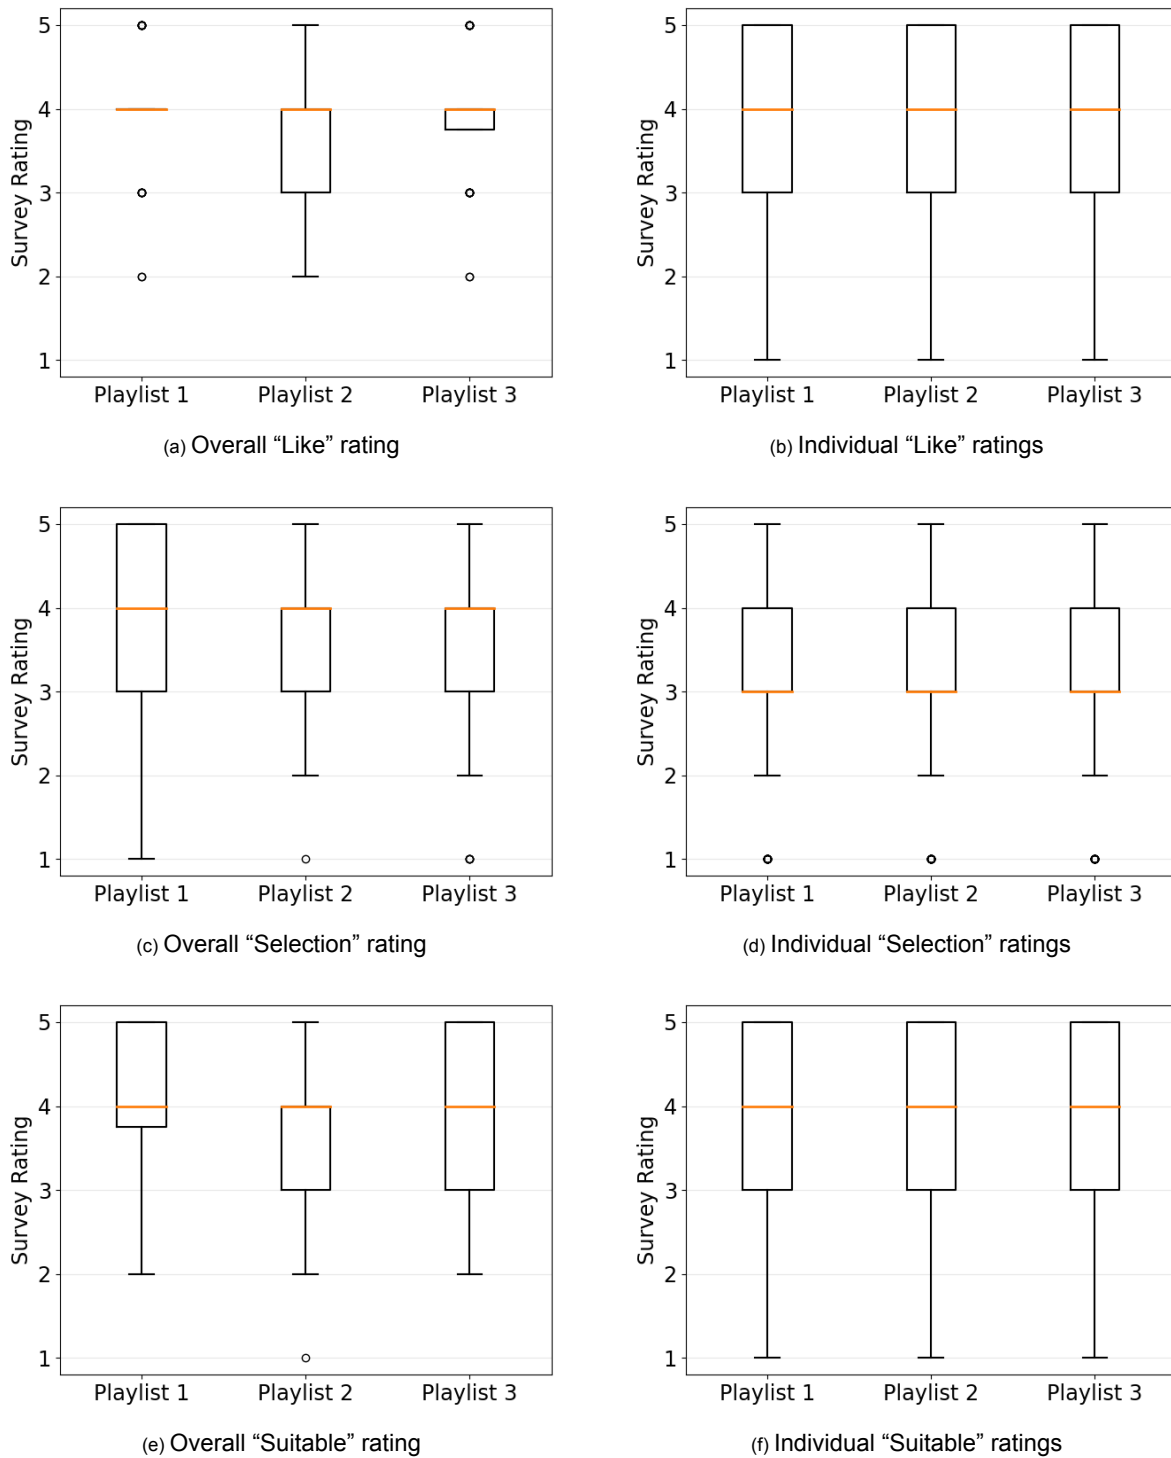 5
4
3
2
1
Survey Rating
Playlist 1 Playlist 2 Playlist 3
(a) Overall “Like” rating
5
4
3
2
1
Survey Rating
Playlist 1 Playlist 2 Playlist 3
(b) Individual “Like” ratings
5
4
3
2
1
Survey Rating
Playlist 1 Playlist 2 Playlist 3
(c) Overall “Selection” rating
5
4
3
2
1
Survey Rating
Playlist 1 Playlist 2 Playlist 3
(d) Individual “Selection” ratings
5
4
3
2
1
Survey Rating
Playlist 1 Playlist 2 Playlist 3
(e) Overall “Suitable” rating
5
4
3
2
1
Survey Rating
Playlist 1 Playlist 2 Playlist 3
(f) Individual “Suitable” ratings